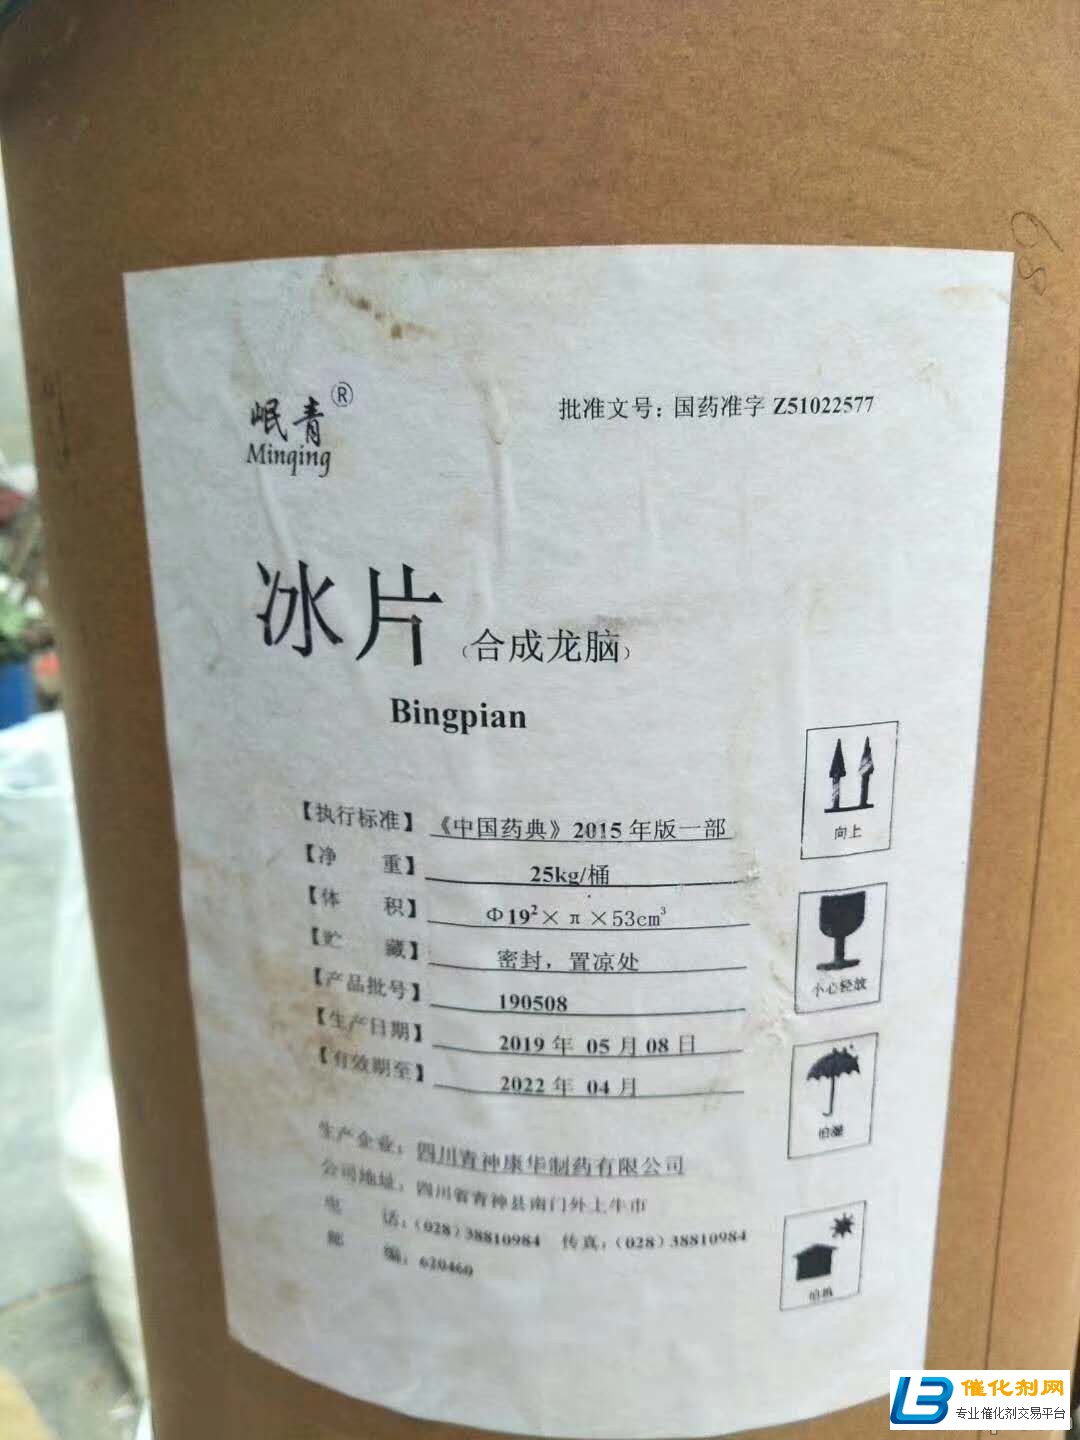 岷青®
Minqing
批准文号：国药准字 Z51022577
冰片（合成龙脑）
Bingpian
【执行标准】《中国药典》2015 年版一部
【净 重】 25kg/桶
【体 积】 Φ19²×π×53cm³
【贮 藏】 密封，置凉处
【产品批号】 190508
【生产日期】 2019 年 05 月 08 日
【有效期至】 2022 年 04 月
生产企业：四川青神康华制药有限公司
公司地址：四川省青神县南门外上牛市
电 话：（028）38810984 传真：（028）38810984
邮 编：620460
向上
小心轻放
怕湿
怕热
89
催化剂网
专业催化剂交易平台